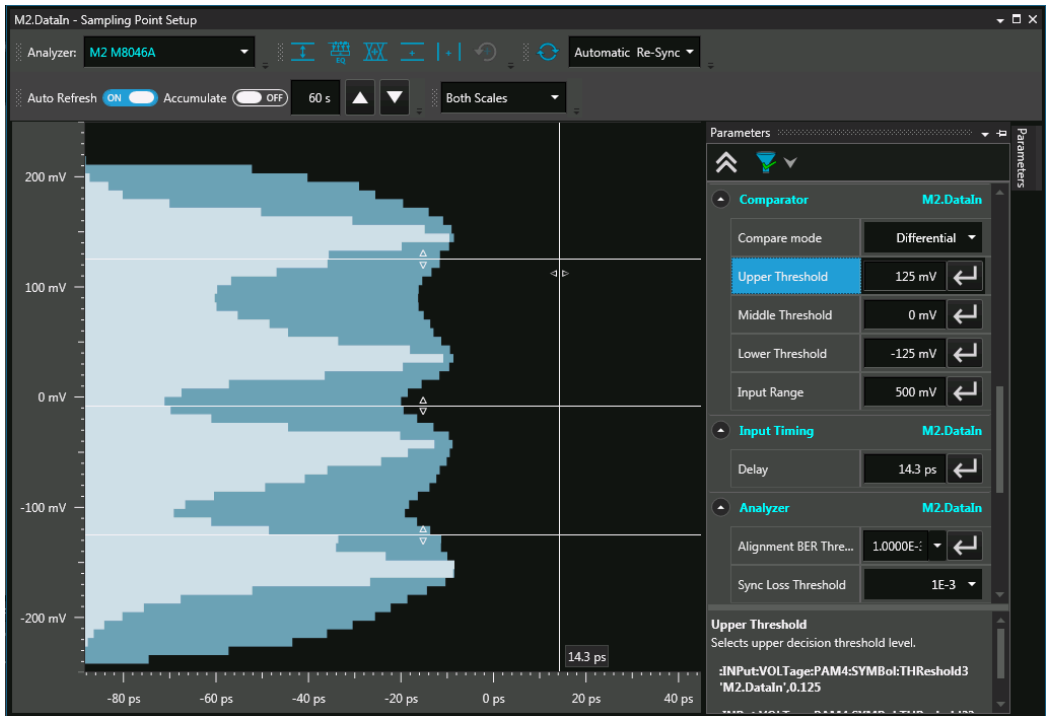 M2.DataIn - Sampling Point Setup
Analyzer: M2 M8046A
EQ
Automatic Re-Sync
Auto Refresh ON Accumulate OFF 60 s Both Scales
200 mV
100 mV
0 mV
-100 mV
-200 mV
14.3 ps
-80 ps -60 ps -40 ps -20 ps 0 ps 20 ps 40 ps
Parameters
Parameters
Comparator M2.DataIn
Compare mode Differential
Upper Threshold 125 mV
Middle Threshold 0 mV
Lower Threshold -125 mV
Input Range 500 mV
Input Timing M2.DataIn
Delay 14.3 ps
Analyzer M2.DataIn
Alignment BER Thre... 1.0000E-
Sync Loss Threshold 1E-3
Upper Threshold
Selects upper decision threshold level.
:INPut:VOLTage:PAM4:SYMBol:THReshold3
'M2.DataIn',0.125